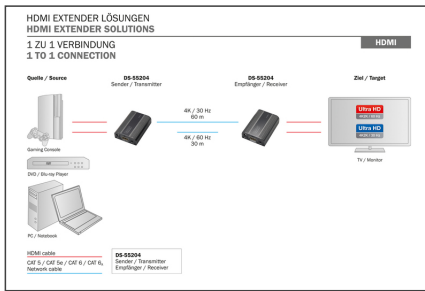 HDMI EXTENDER LÖSUNGEN
HDMI EXTENDER SOLUTIONS
1 ZU 1 VERBINDUNG
1 TO 1 CONNECTION
HDMI
Quelle / Source
DS-55204
Sender / Transmitter
DS-55204
Empfänger / Receiver
Ziel / Target
4K / 30 Hz
60 m
4K / 60 Hz
30 m
Ultra HD
Ultra HD
Gaming Console
TV / Monitor
DVD / Blu-ray Player
PC / Notebook
HDMI cable
CAT 5 / CAT 5e / CAT 6 / CAT 6A
Network cable
DS-55204
Sender / Transmitter
Empfänger / Receiver